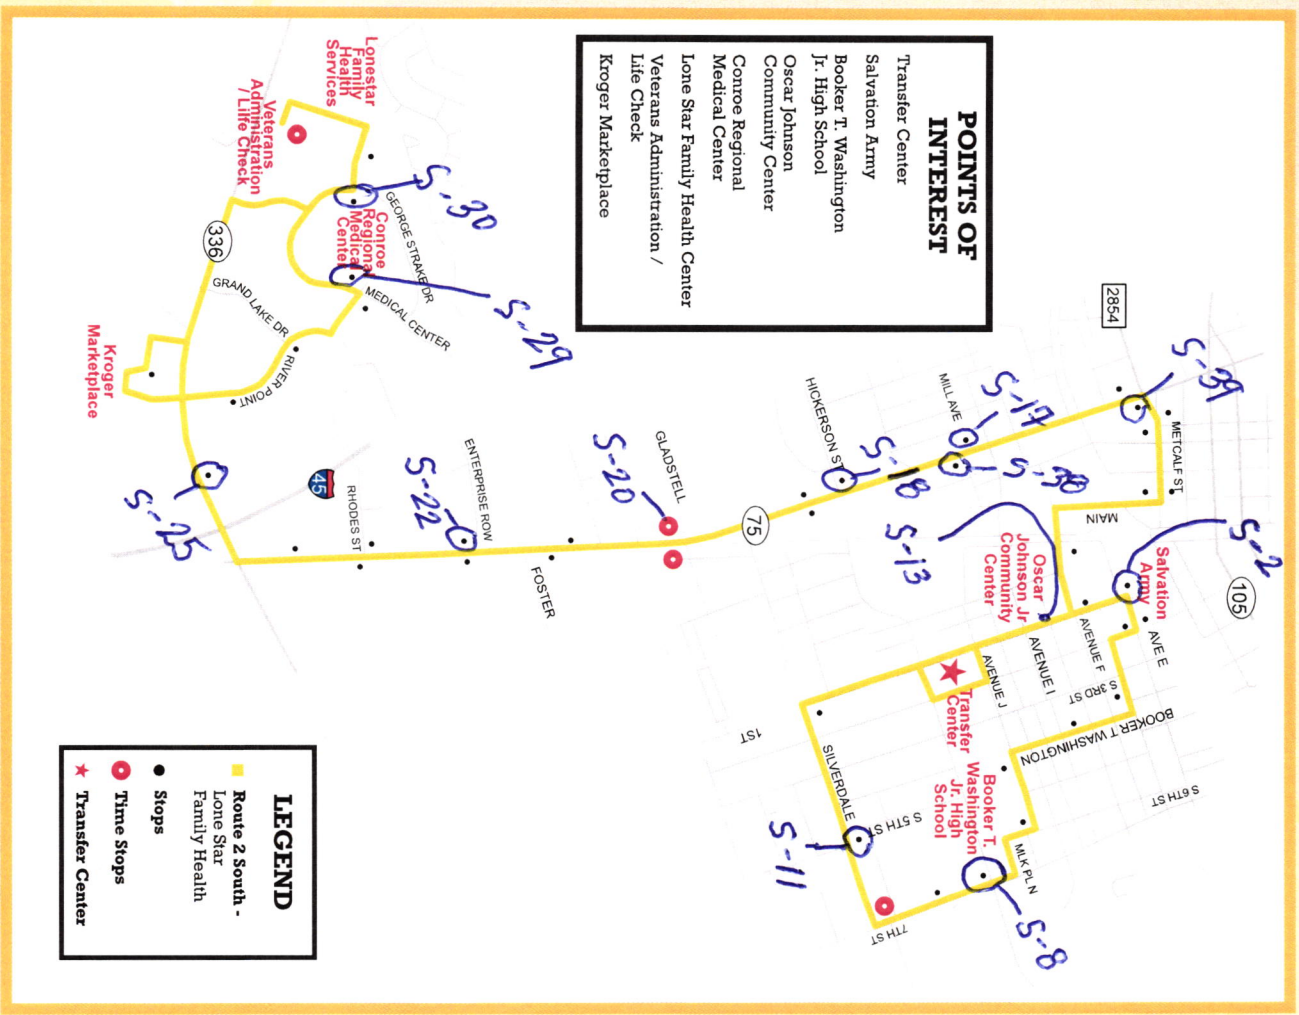 POINTS OF
INTEREST
Transfer Center
Salvation Army
Booker T. Washington
Jr. High School
Oscar Johnson
Community Center
Conroe Regional
Medical Center
Lone Star Family Health Center
Veterans Administration /
Life Check
Kroger Marketplace
Lonestar
Family
Health
Services
Veterans
Administration
/ Liife Check
Conroe
Regional
Medical
Center
S-30
GEORGE STRAKE DR
S-29
MEDICAL CENTER
336
GRAND LAKE DR
RIVER POINT
Kroger
Marketplace
S-25
45
RHODES ST
S-22
ENTERPRISE ROW
FOSTER
S-20
GLADSTELL
75
HICKERSON ST
S-18
MILL AVE
S-17
S-38
2854
S-39
METCALF ST
MAIN
S-13
Oscar
Johnson Jr
Community
Center
S-2
Salvation
Army
105
AVE E
AVENUE F
AVENUE I
AVENUE J
S 3RD ST
BOOKER T WASHINGTON
Transfer
Center
1ST
SILVERDALE
S 5TH ST
S 6TH ST
Booker T.
Washington
Jr. High
School
MLK PL N
S-11
S-8
7TH ST
LEGEND
Route 2 South -
Lone Star
Family Health
Stops
Time Stops
Transfer Center